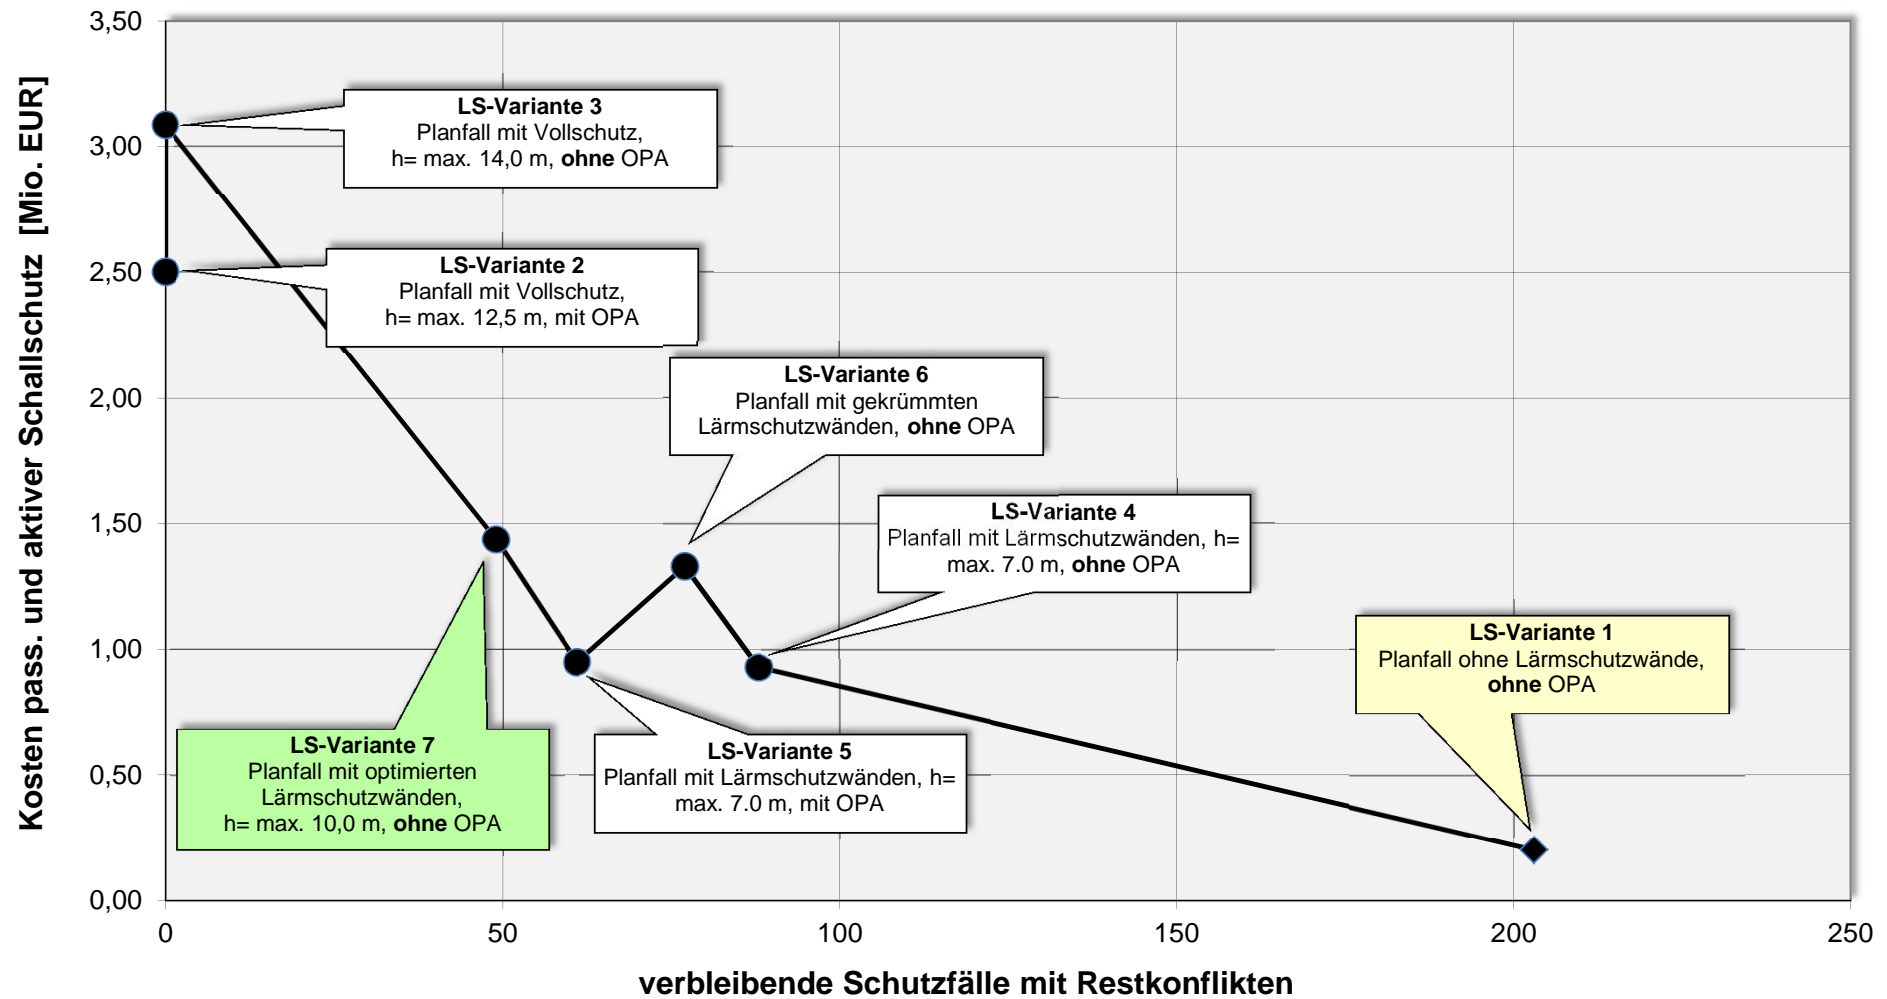 Kosten pass. und aktiver Schallschutz [Mio. EUR]
3,50
3,00
2,50
2,00
1,50
1,00
0,50
0,00
LS-Variante 3
Planfall mit Vollschutz,
h= max. 14,0 m, ohne OPA
LS-Variante 2
Planfall mit Vollschutz,
h= max. 12,5 m, mit OPA
LS-Variante 6
Planfall mit gekrümmten
Lärmschutzwänden, ohne OPA
LS-Variante 4
Planfall mit Lärmschutzwänden, h=
max. 7.0 m, ohne OPA
LS-Variante 1
Planfall ohne Lärmschutzwände,
ohne OPA
LS-Variante 7
Planfall mit optimierten
Lärmschutzwänden,
h= max. 10,0 m, ohne OPA
LS-Variante 5
Planfall mit Lärmschutzwänden, h=
max. 7.0 m, mit OPA
0 50 100 150 200 250
verbleibende Schutzfälle mit Restkonflikten